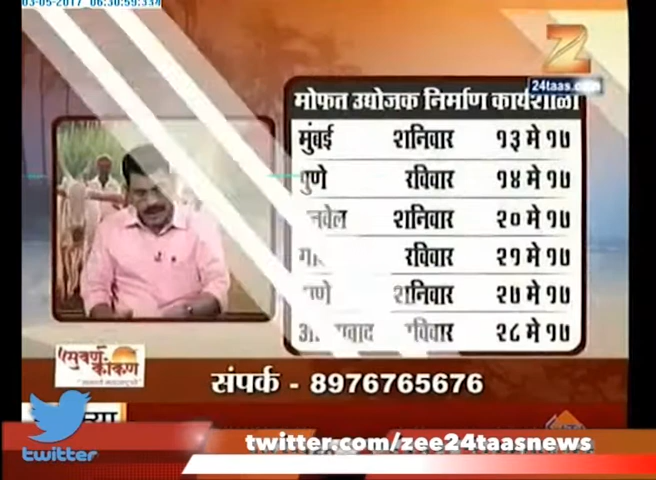 03-05-2017 06:30:59:334
24taas.com
मोफत उद्योजक निर्माण कार्यशाळा
मुंबई शनिवार १३ मे १७
पुणे रविवार १४ मे १७
शनिवार २० मे १७
रविवार २१ मे १७
शनिवार २७ मे १७
रविवार २८ मे १७
सुवर्ण कोकण
संपर्क - 8976765676
twitter
twitter.com/zee24taasnews